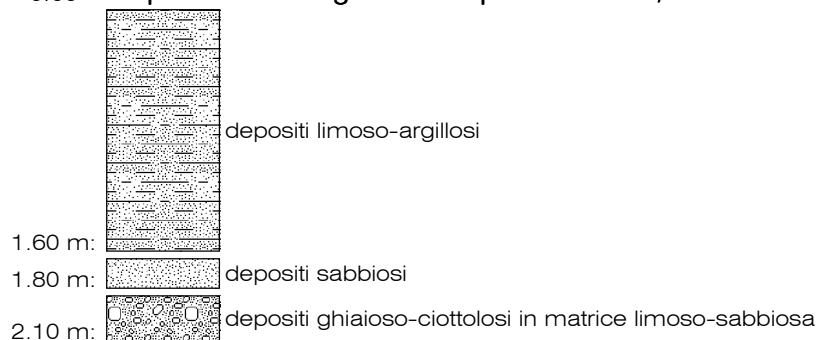 depositi limoso-argillosi
1.60 m:
1.80 m: depositi sabbiosi
2.10 m: depositi ghiaioso-ciottolosi in matrice limoso-sabbiosa